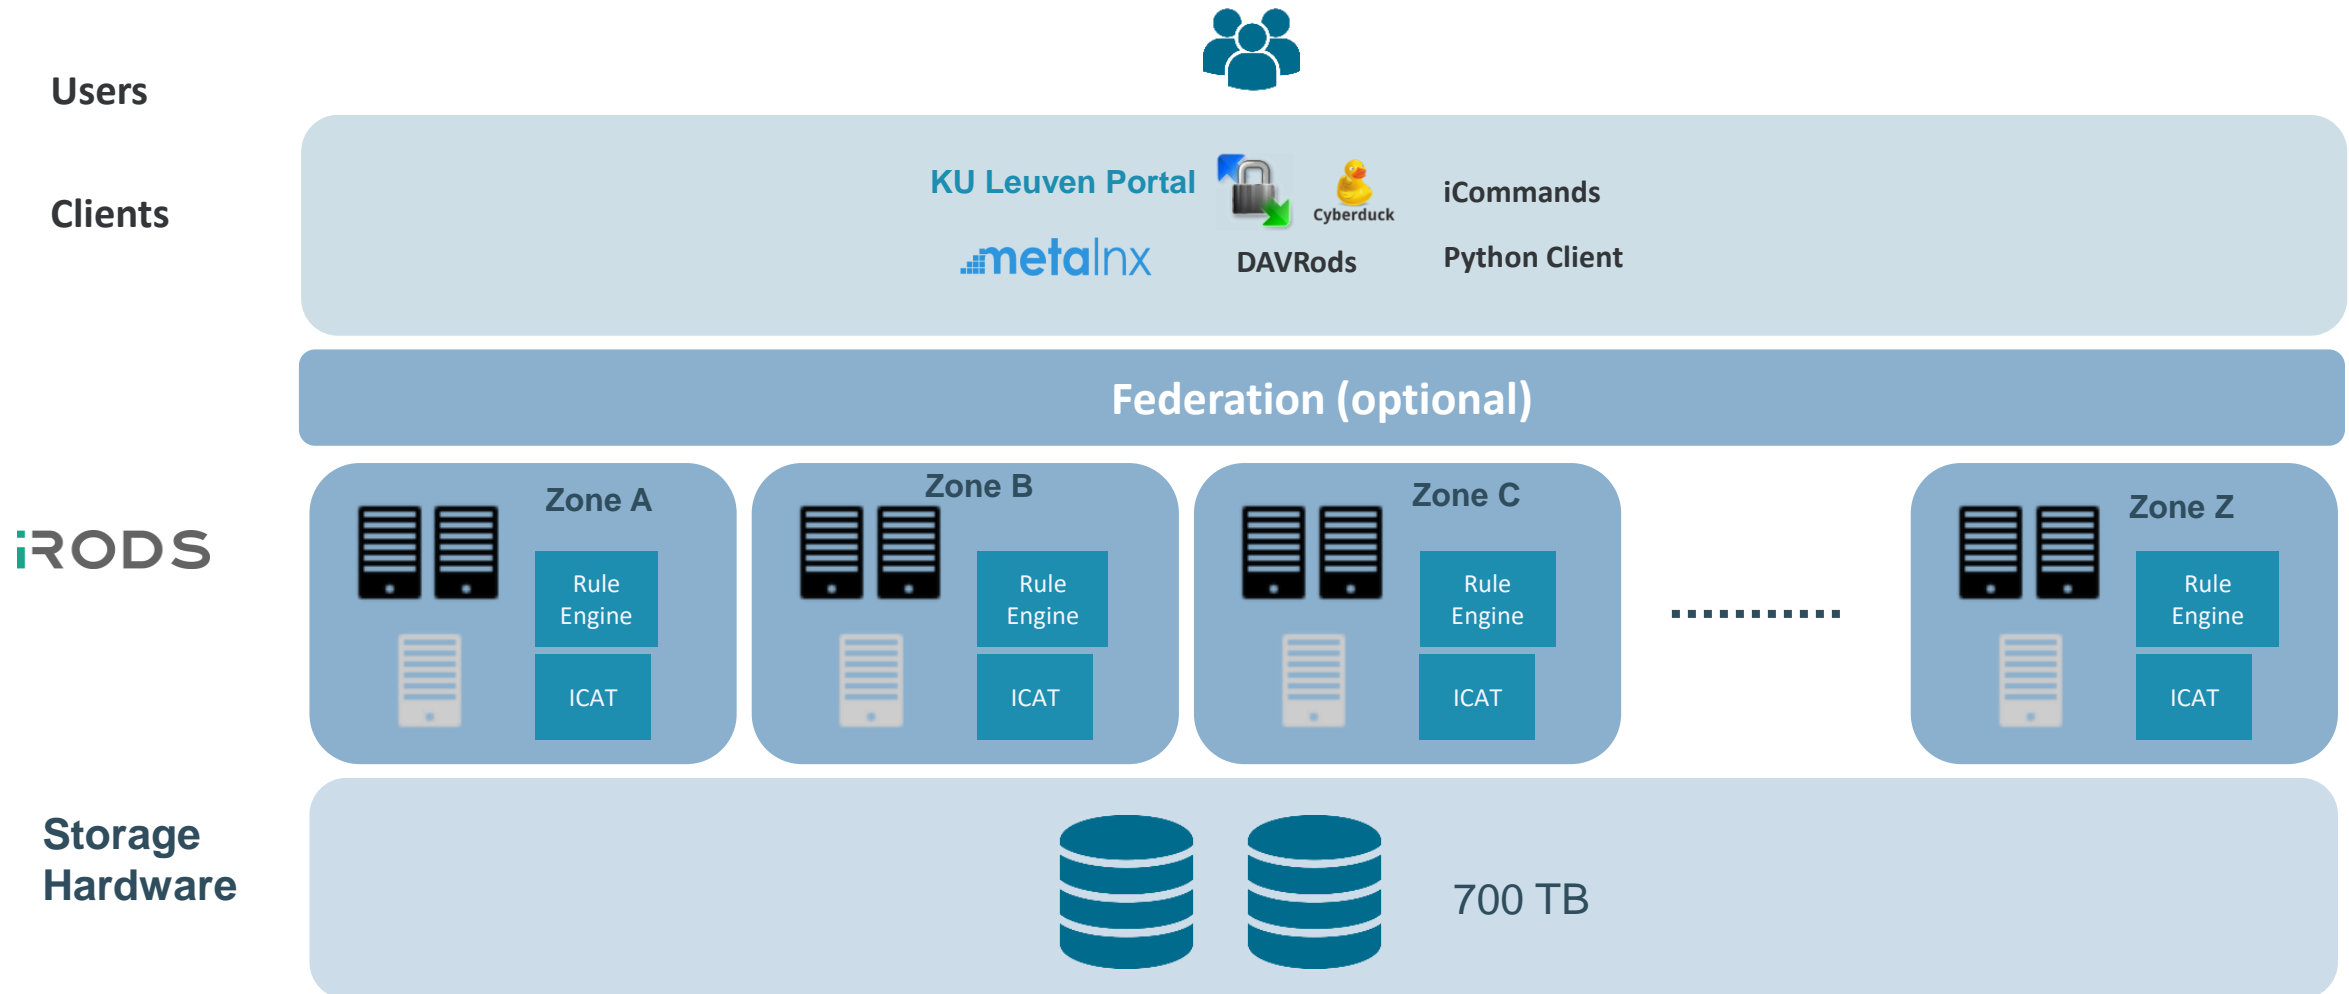 Users
Clients
KU Leuven Portal
Cyberduck
iCommands
metalnx
DAVRods
Python Client
Federation (optional)
iRODS
Zone A
Rule
Engine
ICAT
Zone B
Rule
Engine
ICAT
Zone C
Rule
Engine
ICAT
...........
Zone Z
Rule
Engine
ICAT
Storage
Hardware
700 TB